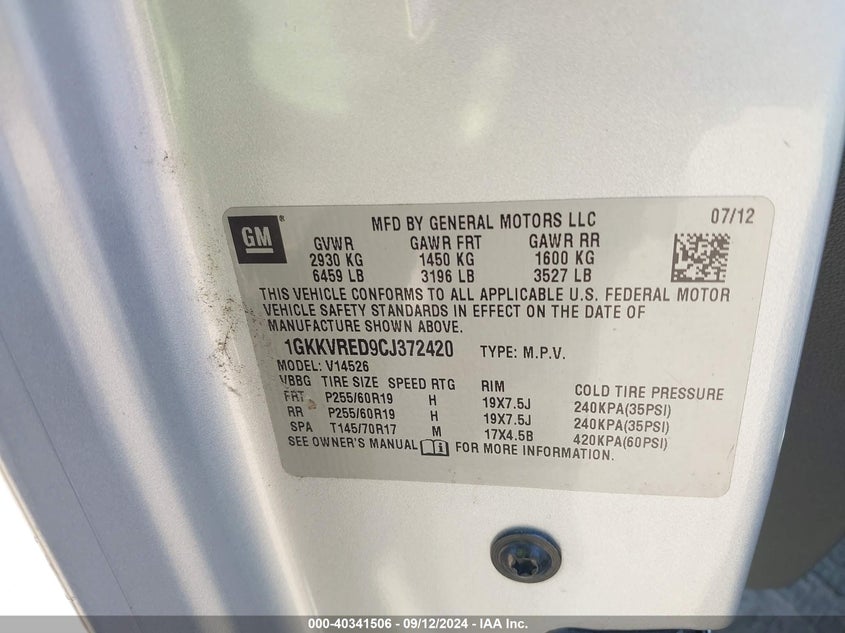 GM ®
MFD BY GENERAL MOTORS LLC 07/12
GVWR GAWR FRT GAWR RR
2930 KG 1450 KG 1600 KG
6459 LB 3196 LB 3527 LB
THIS VEHICLE CONFORMS TO ALL APPLICABLE U.S. FEDERAL MOTOR
VEHICLE SAFETY STANDARDS IN EFFECT ON THE DATE OF
MANUFACTURE SHOWN ABOVE.
1GKKVRED9CJ372420 TYPE: M.P.V.
MODEL: V14526
VBBG TIRE SIZE SPEED RTG RIM COLD TIRE PRESSURE
FRT P255/60R19 H 19X7.5J 240KPA(35PSI)
RR P255/60R19 H 19X7.5J 240KPA(35PSI)
SPA T145/70R17 M 17X4.5B 420KPA(60PSI)
SEE OWNER'S MANUAL i FOR MORE INFORMATION.
000-40341506 - 09/12/2024 - IAA Inc.